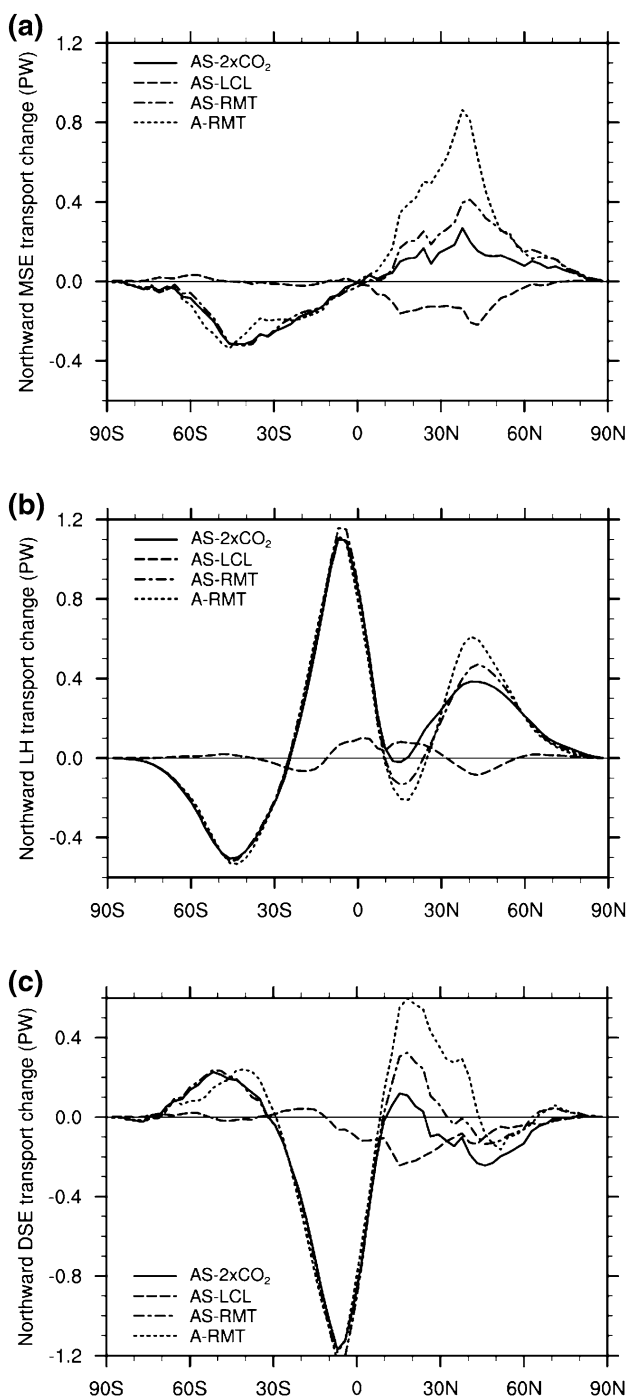 (a)
Northward MSE transport change (PW)
1.2
0.8
0.4
0.0
-0.4
AS-2xCO₂
AS-LCL
AS-RMT
A-RMT
90S 60S 30S 0 30N 60N 90N
(b)
Northward LH transport change (PW)
1.2
0.8
0.4
0.0
-0.4
AS-2xCO₂
AS-LCL
AS-RMT
A-RMT
90S 60S 30S 0 30N 60N 90N
(c)
Northward DSE transport change (PW)
0.4
0.0
-0.4
-0.8
-1.2
AS-2xCO₂
AS-LCL
AS-RMT
A-RMT
90S 60S 30S 0 30N 60N 90N